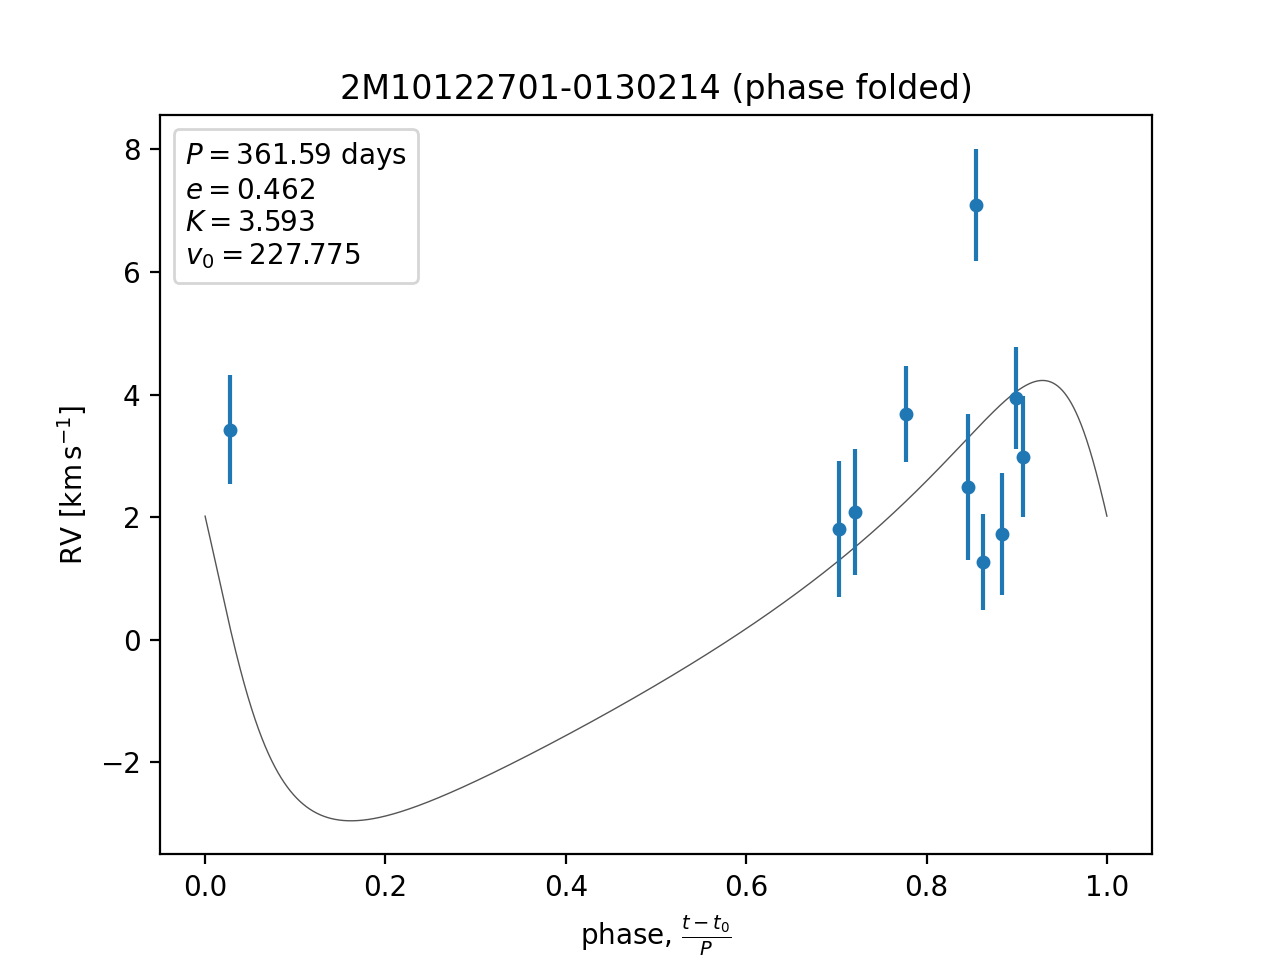 2M10122701-0130214 (phase folded)
P = 361.59 days
e = 0.462
K = 3.593
v₀ = 227.775
8
6
4
2
0
−2
RV [km s⁻¹]
0.0 0.2 0.4 0.6 0.8 1.0
phase, (t − t₀)/P